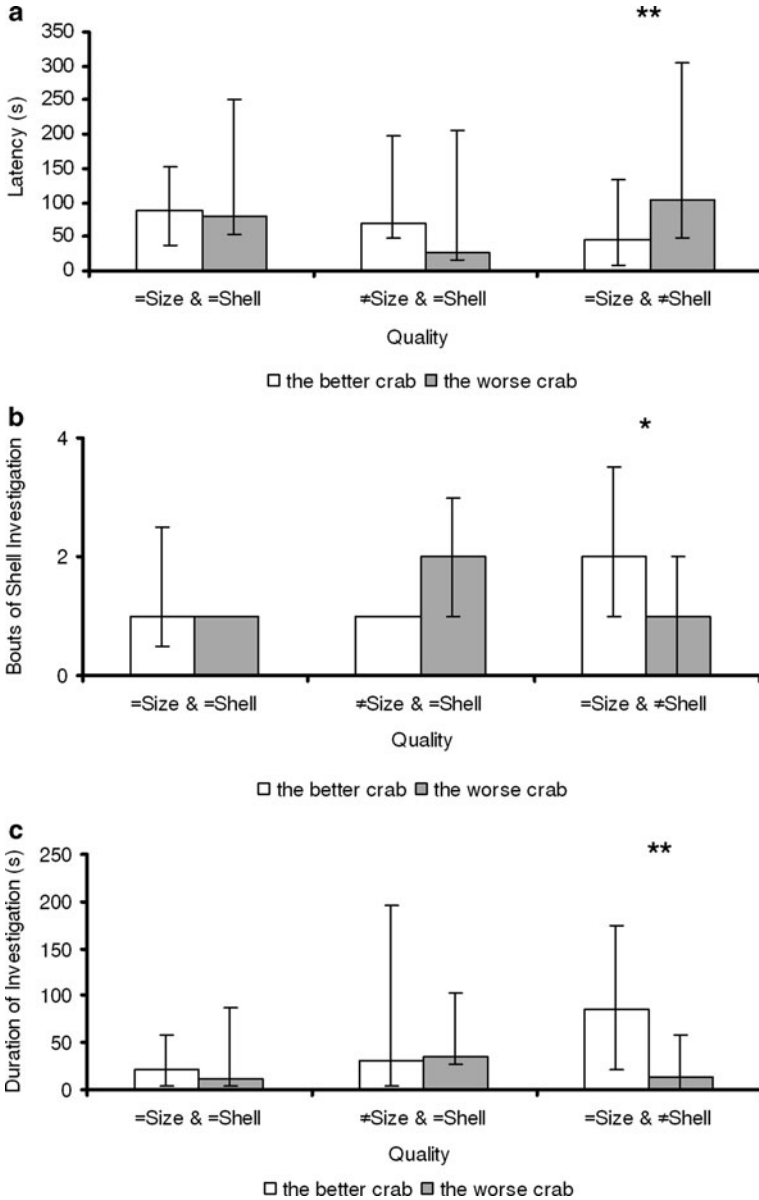 a
**
350
300
250
200
150
100
50
0
Latency (s)
=Size & =Shell ≠Size & =Shell =Size & ≠Shell
Quality
the better crab the worse crab
b
*
4
2
0
Bouts of Shell Investigation
=Size & =Shell ≠Size & =Shell =Size & ≠Shell
Quality
the better crab the worse crab
c
**
250
200
150
100
50
0
Duration of Investigation (s)
=Size & =Shell ≠Size & =Shell =Size & ≠Shell
Quality
the better crab the worse crab